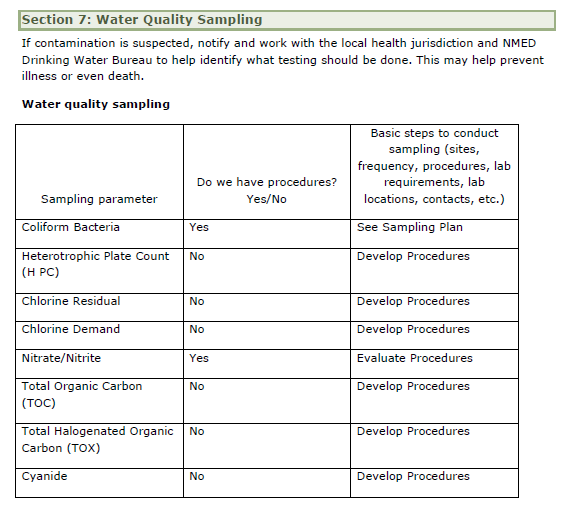 Section 7: Water Quality Sampling
If contamination is suspected, notify and work with the local health jurisdiction and NMED
Drinking Water Bureau to help identify what testing should be done. This may help prevent
illness or even death.
Water quality sampling
Sampling parameter
Do we have procedures?
Yes/No
Basic steps to conduct
sampling (sites,
frequency, procedures, lab
requirements, lab
locations, contacts, etc.)
Coliform Bacteria
Yes
See Sampling Plan
Heterotrophic Plate Count
(H PC)
No
Develop Procedures
Chlorine Residual
No
Develop Procedures
Chlorine Demand
No
Develop Procedures
Nitrate/Nitrite
Yes
Evaluate Procedures
Total Organic Carbon
(TOC)
No
Develop Procedures
Total Halogenated Organic
Carbon (TOX)
No
Develop Procedures
Cyanide
No
Develop Procedures